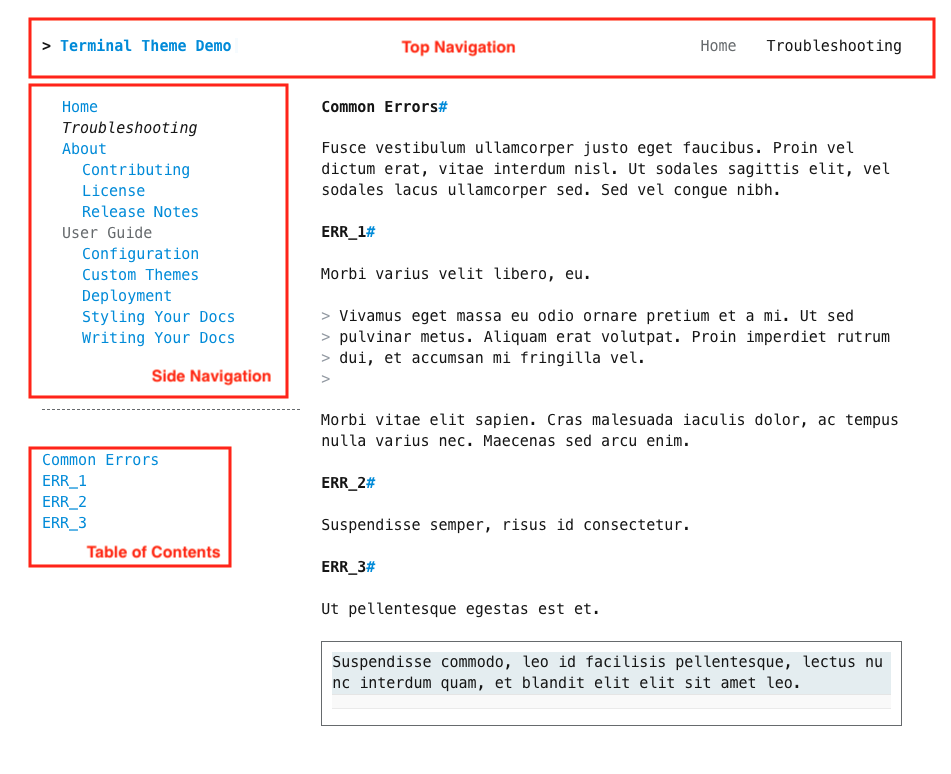 > Terminal Theme Demo Top Navigation Home Troubleshooting
Home
Troubleshooting
About
Contributing
License
Release Notes
User Guide
Configuration
Custom Themes
Deployment
Styling Your Docs
Writing Your Docs
Side Navigation
Common Errors
ERR_1
ERR_2
ERR_3
Table of Contents
Common Errors#
Fusce vestibulum ullamcorper justo eget faucibus. Proin vel
dictum erat, vitae interdum nisl. Ut sodales sagittis elit, vel
sodales lacus ullamcorper sed. Sed vel congue nibh.
ERR_1#
Morbi varius velit libero, eu.
> Vivamus eget massa eu odio ornare pretium et a mi. Ut sed
> pulvinar metus. Aliquam erat volutpat. Proin imperdiet rutrum
> dui, et accumsan mi fringilla vel.
>
Morbi vitae elit sapien. Cras malesuada iaculis dolor, ac tempus
nulla varius nec. Maecenas sed arcu enim.
ERR_2#
Suspendisse semper, risus id consectetur.
ERR_3#
Ut pellentesque egestas est et.
Suspendisse commodo, leo id facilisis pellentesque, lectus nu
nc interdum quam, et blandit elit elit sit amet leo.